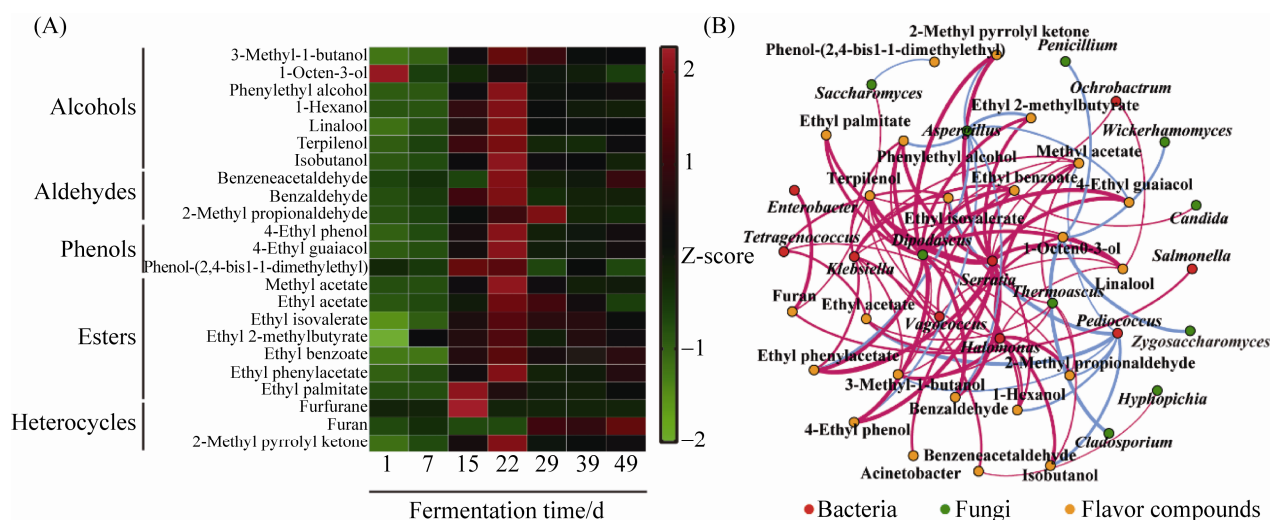 (A)
Alcohols
Aldehydes
Phenols
Esters
Heterocycles
3-Methyl-1-butanol
1-Octen-3-ol
Phenylethyl alcohol
1-Hexanol
Linalool
Terpilenol
Isobutanol
Benzeneacetaldehyde
Benzaldehyde
2-Methyl propionaldehyde
4-Ethyl phenol
4-Ethyl guaiacol
Phenol-(2,4-bis1-1-dimethylethyl)
Methyl acetate
Ethyl acetate
Ethyl isovalerate
Ethyl 2-methylbutyrate
Ethyl benzoate
Ethyl phenylacetate
Ethyl palmitate
Furfurane
Furan
2-Methyl pyrrolyl ketone
1 7 15 22 29 39 49
Fermentation time/d
2
1
Z-score
−1
−2
(B)
2-Methyl pyrrolyl ketone
Phenol-(2,4-bis1-1-dimethylethyl)
Penicillium
Saccharomyces
Ochrobactrum
Ethyl 2-methylbutyrate
Ethyl palmitate
Aspergillus
Wickerhamomyces
Phenylethyl alcohol
Methyl acetate
Terpilenol
Ethyl benzoate
4-Ethyl guaiacol
Enterobacter
Ethyl isovalerate
Candida
Tetragenococcus
Dipodascus
1-Octen0-3-ol
Salmonella
Klebsiella
Serratia
Linalool
Furan
Ethyl acetate
Thermoascus
Vagococcus
Pediococcus
Zygosaccharomyces
Halomonas
Ethyl phenylacetate
2-Methyl propionaldehyde
3-Methyl-1-butanol
1-Hexanol
Hyphopichia
Benzaldehyde
4-Ethyl phenol
Cladosporium
Benzeneacetaldehyde
Acinetobacter
Isobutanol
Bacteria
Fungi
Flavor compounds